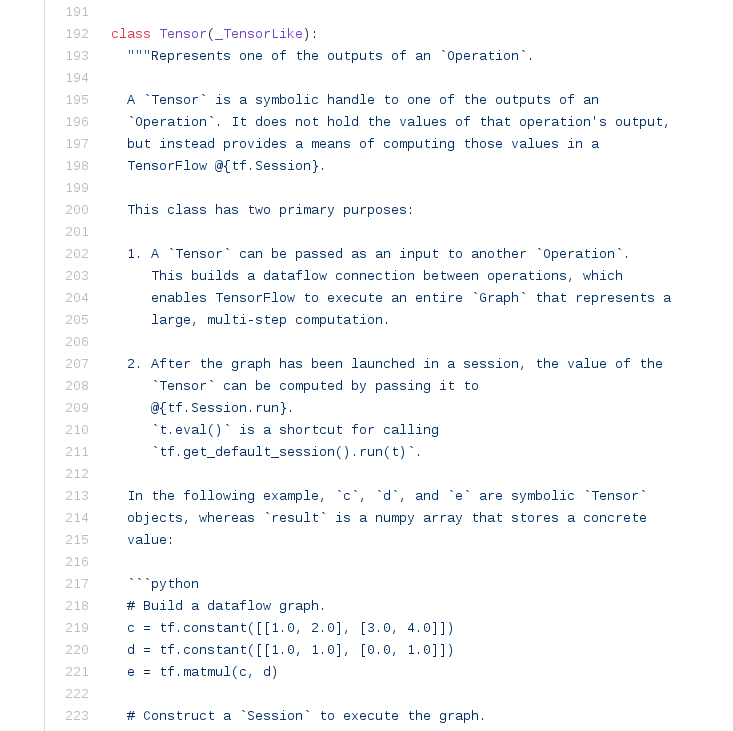 191
192 class Tensor(_TensorLike):
193   """Represents one of the outputs of an `Operation`.
194
195   A `Tensor` is a symbolic handle to one of the outputs of an
196   `Operation`. It does not hold the values of that operation's output,
197   but instead provides a means of computing those values in a
198   TensorFlow @{tf.Session}.
199
200   This class has two primary purposes:
201
202   1. A `Tensor` can be passed as an input to another `Operation`.
203      This builds a dataflow connection between operations, which
204      enables TensorFlow to execute an entire `Graph` that represents a
205      large, multi-step computation.
206
207   2. After the graph has been launched in a session, the value of the
208      `Tensor` can be computed by passing it to
209      @{tf.Session.run}.
210      `t.eval()` is a shortcut for calling
211      `tf.get_default_session().run(t)`.
212
213   In the following example, `c`, `d`, and `e` are symbolic `Tensor`
214   objects, whereas `result` is a numpy array that stores a concrete
215   value:
216
217   ```python
218   # Build a dataflow graph.
219   c = tf.constant([[1.0, 2.0], [3.0, 4.0]])
220   d = tf.constant([[1.0, 1.0], [0.0, 1.0]])
221   e = tf.matmul(c, d)
222
223   # Construct a `Session` to execute the graph.